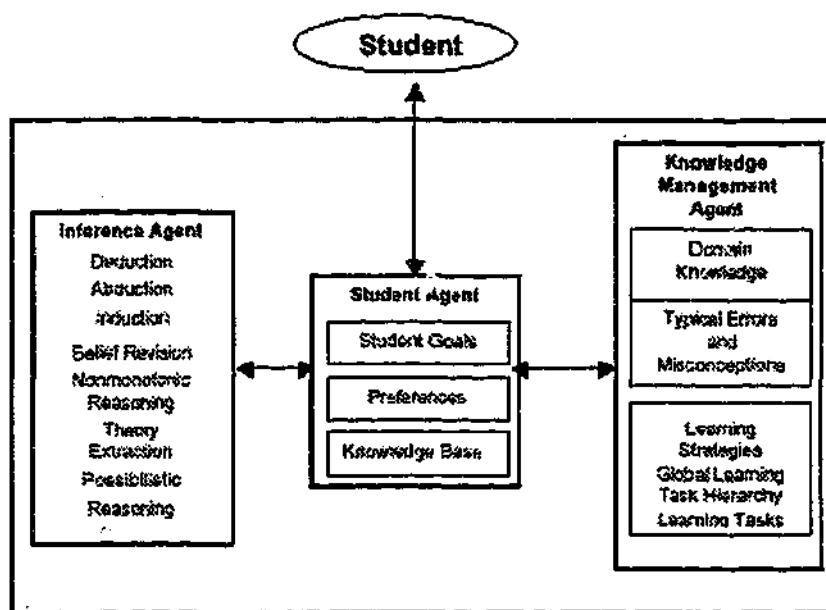 Student
Inference Agent
Deduction
Abduction
Induction
Belief Revision
Nonmonotonic
Reasoning
Theory
Extraction
Possibilistic
Reasoning
Student Agent
Student Goals
Preferences
Knowledge Base
Knowledge
Management
Agent
Domain
Knowledge
Typical Errors
and
Misconceptions
Learning
Strategies
Global Learning
Task Hierarchy
Learning Tasks